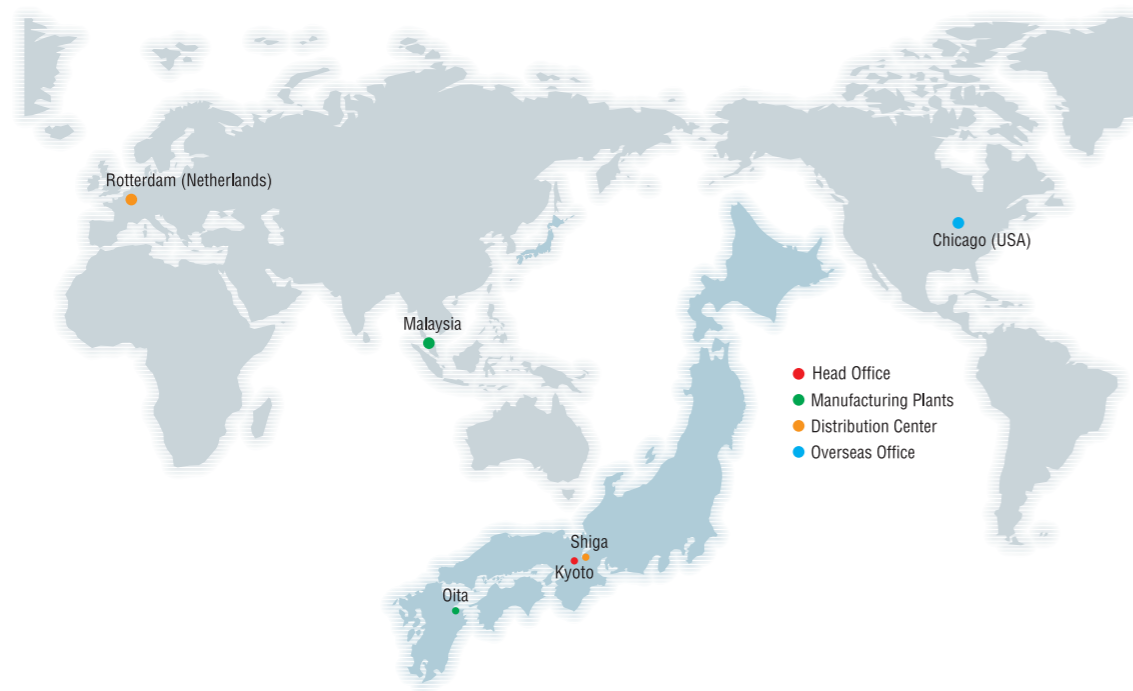 Rotterdam (Netherlands)
Chicago (USA)
Malaysia
Head Office
Manufacturing Plants
Distribution Center
Overseas Office
Shiga
Kyoto
Oita